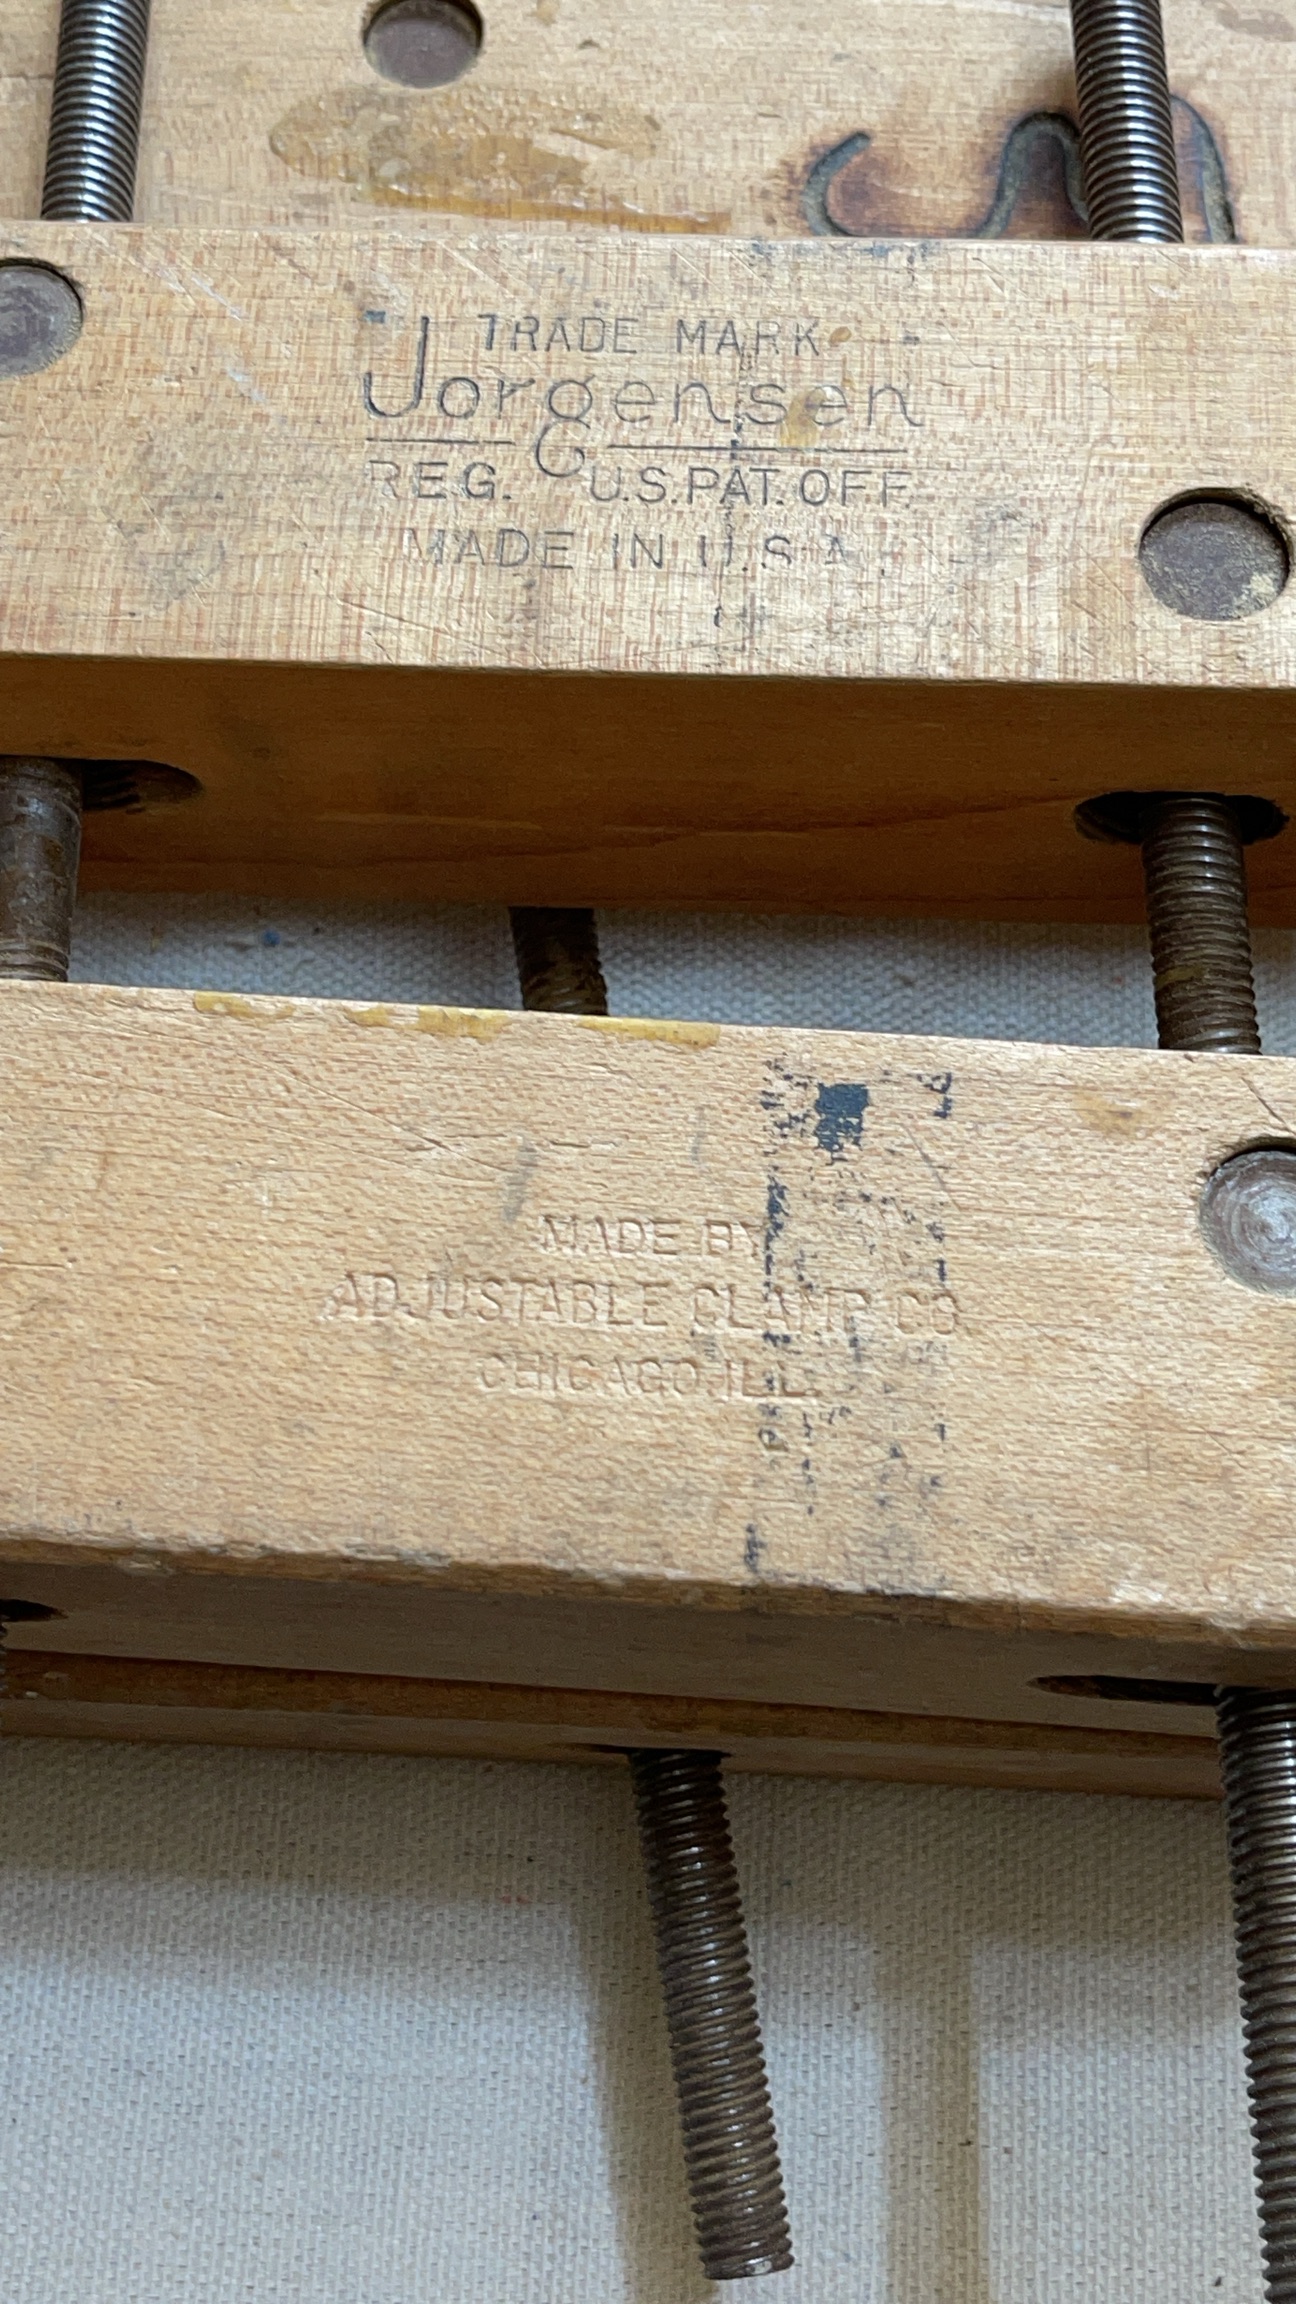 TRADE MARK
Jorgensen
REG. U.S.PAT.OFF.
MADE IN U.S.A.
MADE BY
ADJUSTABLE CLAMP CO
CHICAGO, ILL.